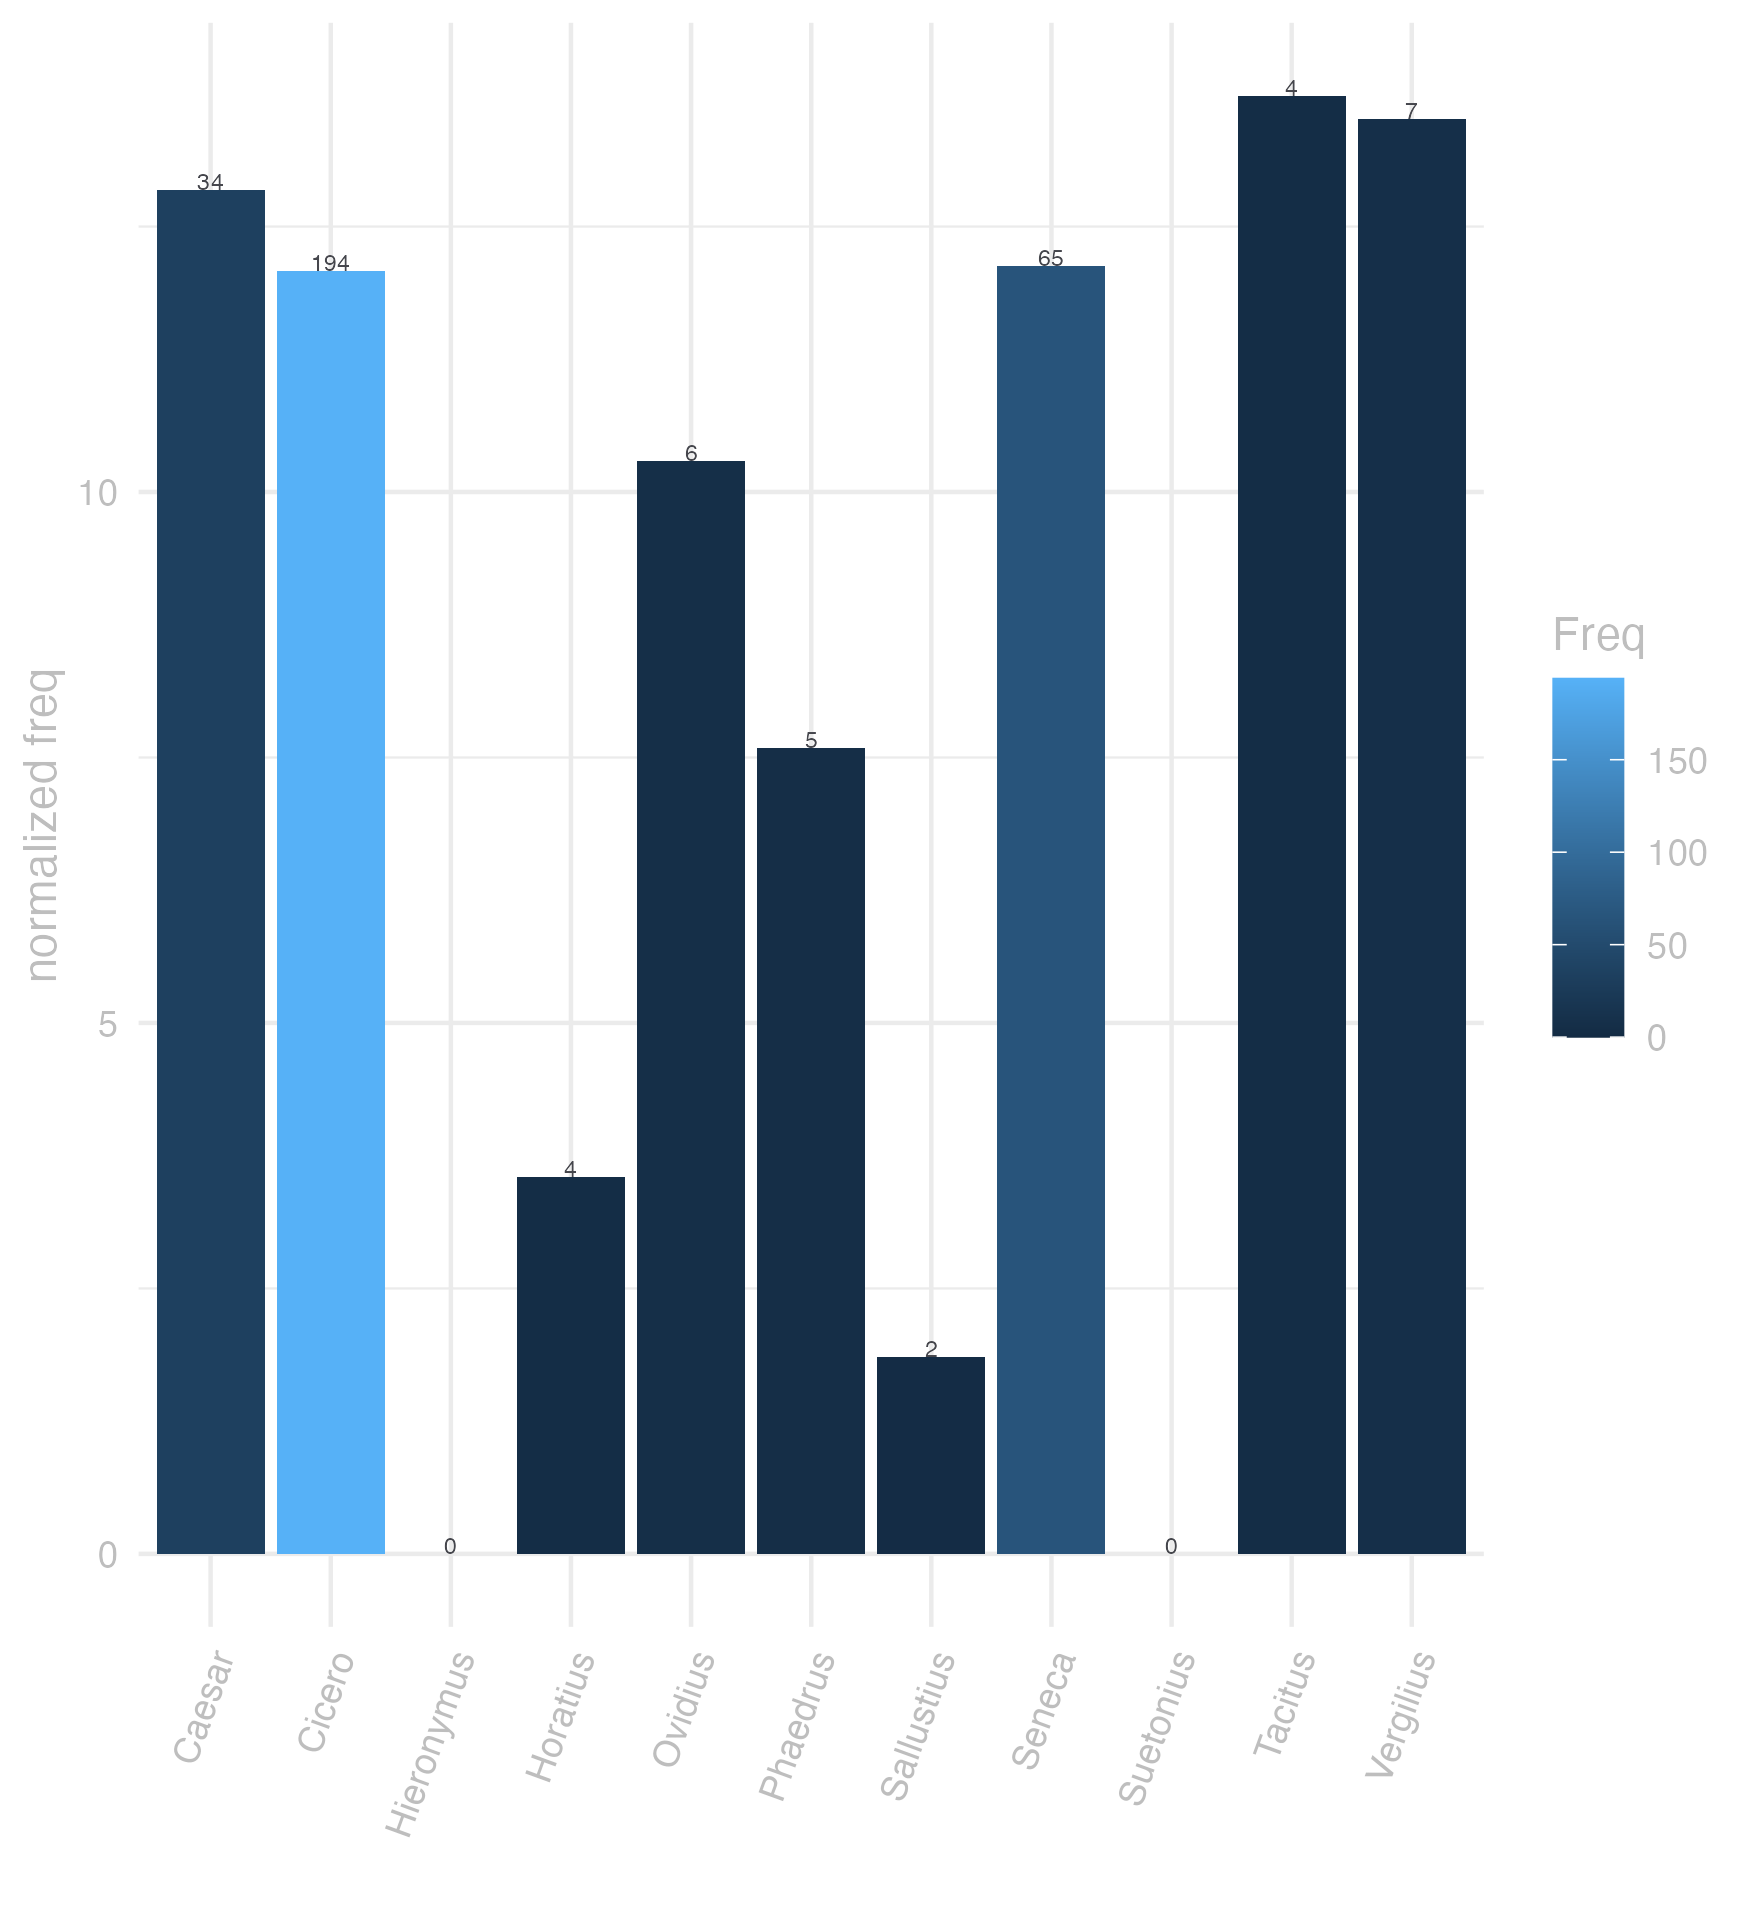 34
194
0
4
6
5
2
65
0
4
7
normalized freq
10
5
0
Caesar
Cicero
Hieronymus
Horatius
Ovidius
Phaedrus
Sallustius
Seneca
Suetonius
Tacitus
Vergilius
Freq
150
100
50
0